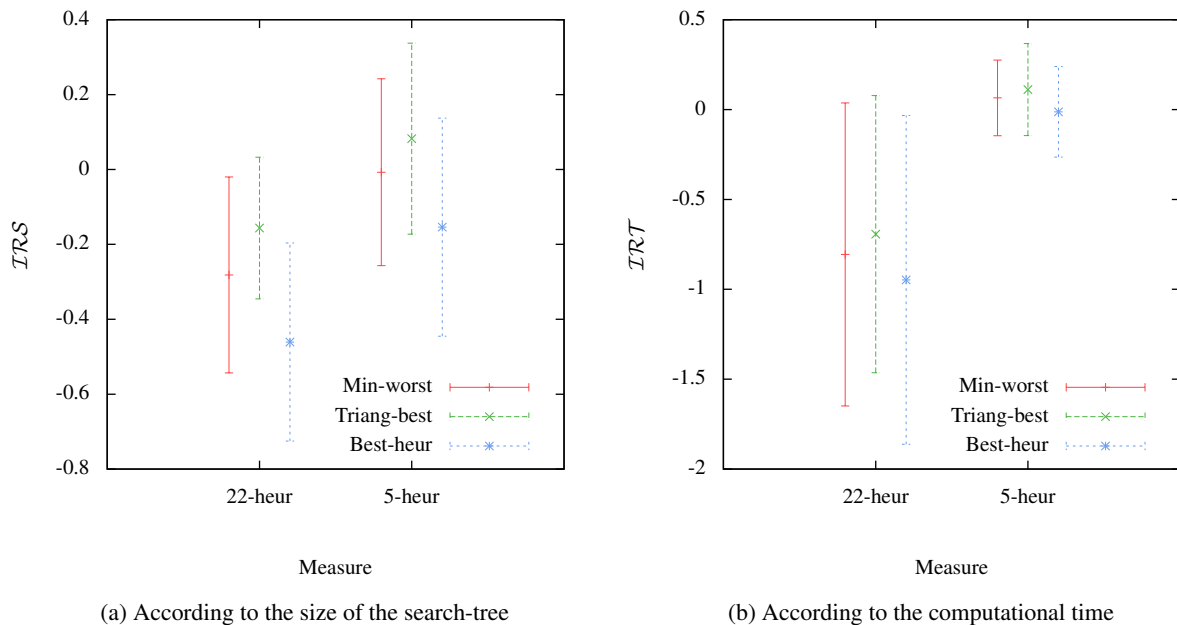 0.4
0.2
0
-0.2
-0.4
-0.6
-0.8
IRS
Min-worst
Triang-best
Best-heur
22-heur 5-heur
Measure
(a) According to the size of the search-tree
0.5
0
-0.5
-1
-1.5
-2
IRT
Min-worst
Triang-best
Best-heur
22-heur 5-heur
Measure
(b) According to the computational time